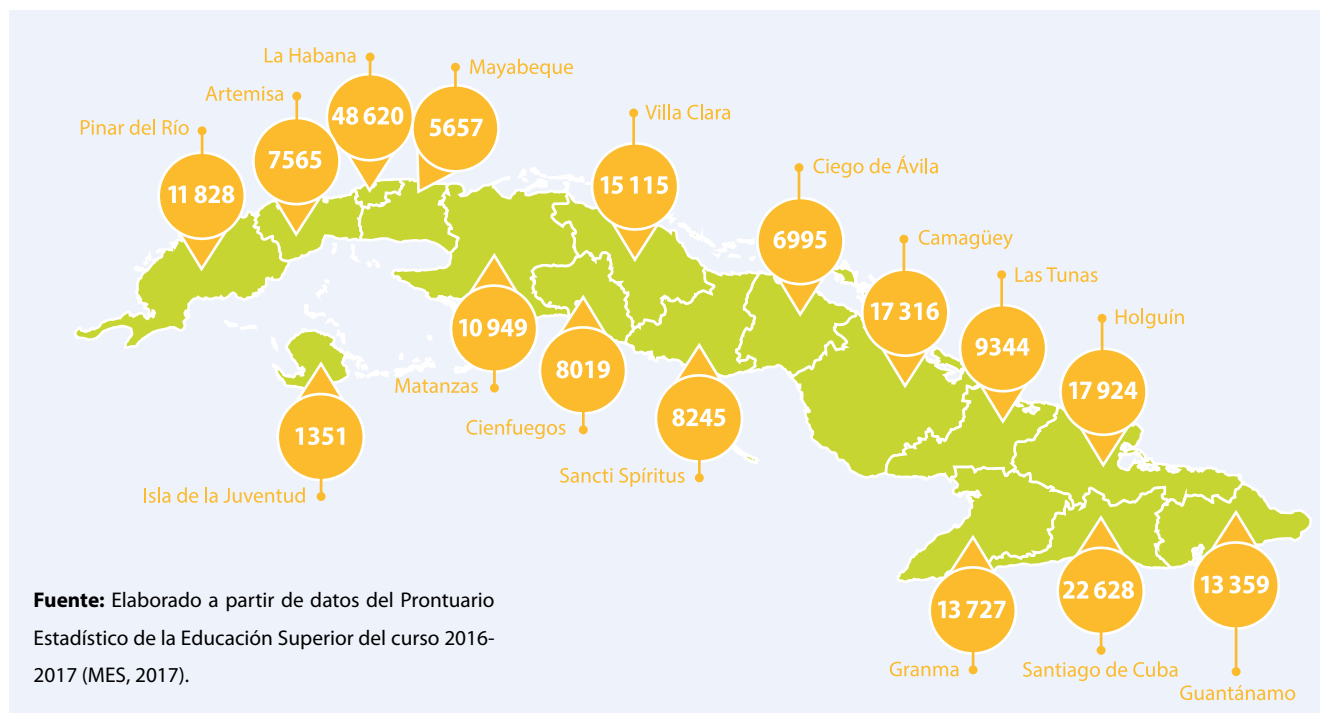 La Habana
48 620
Mayabeque
5657
Artemisa
7565
Pinar del Río
11 828
Villa Clara
15 115
Ciego de Ávila
6995
Camagüey
17 316
Las Tunas
9344
Holguín
17 924
10 949
Matanzas
8019
Cienfuegos
8245
Sancti Spíritus
1351
Isla de la Juventud
13 727
Granma
22 628
Santiago de Cuba
13 359
Guantánamo
Fuente: Elaborado a partir de datos del Prontuario
Estadístico de la Educación Superior del curso 2016-
2017 (MES, 2017).